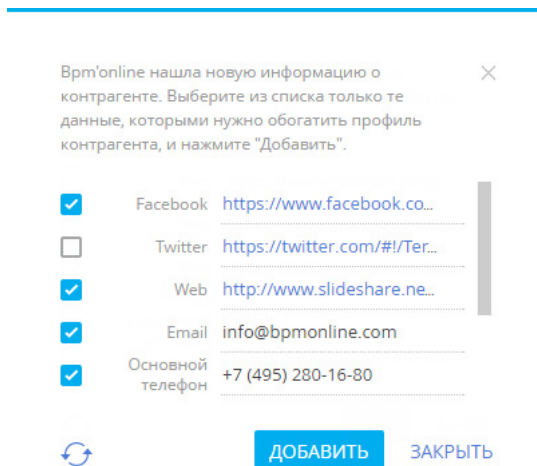 Bpm'online нашла новую информацию о
контрагенте. Выберите из списка только те
данные, которыми нужно обогатить профиль
контрагента, и нажмите "Добавить".
Facebook https://www.facebook.co...
Twitter https://twitter.com/#!/Ter...
Web http://www.slideshare.ne...
Email info@bpmonline.com
Основной
телефон +7 (495) 280-16-80
ДОБАВИТЬ ЗАКРЫТЬ